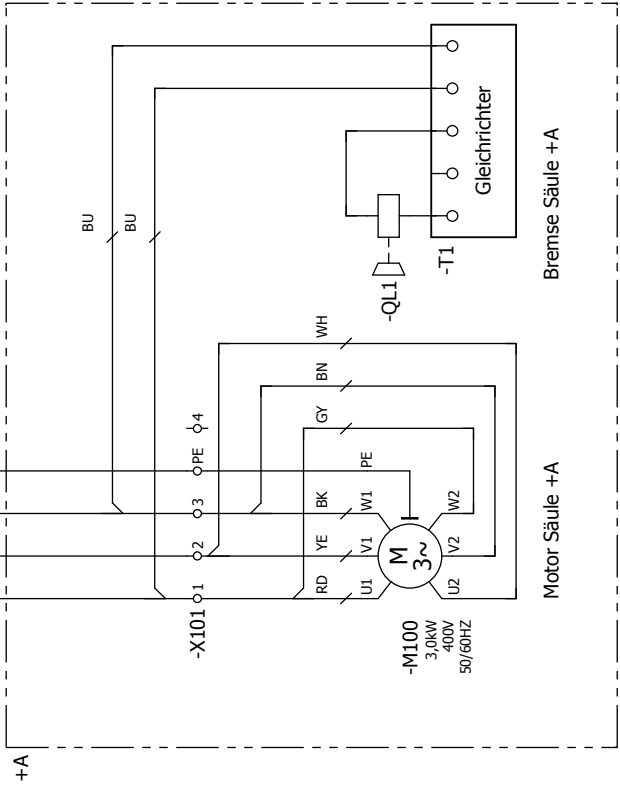 +A
BU
BU
-X101
1
2
3
PE
4
RD
YE
BK
PE
GY
BN
WH
U1
V1
W1
M
3~
U2
V2
W2
-M100
3,0kW
400V
50/60HZ
Motor Säule +A
-QL1
-T1
Gleichrichter
Bremse Säule +A